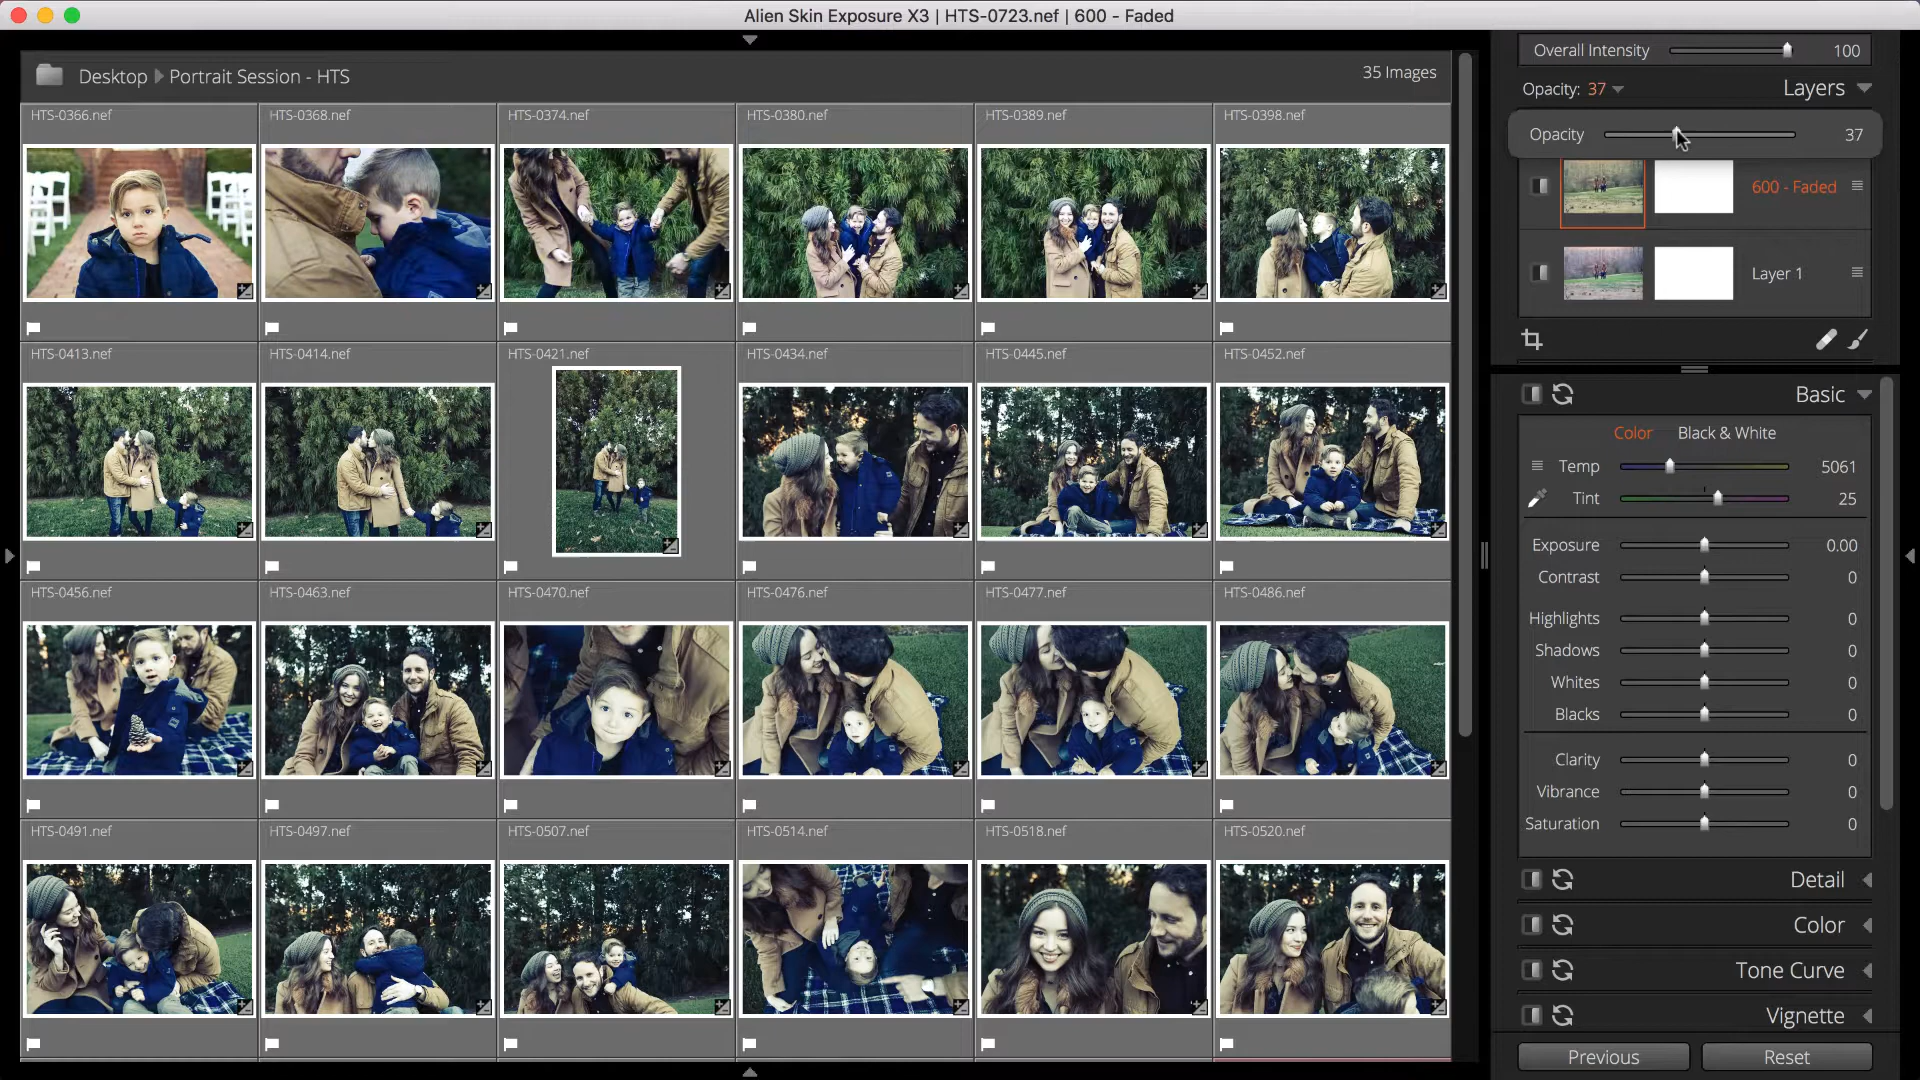 Alien Skin Exposure X3 | HTS-0723.nef | 600 - Faded
Desktop Portrait Session - HTS
35 Images
HTS-0366.nef HTS-0368.nef HTS-0374.nef HTS-0380.nef HTS-0389.nef HTS-0398.nef
HTS-0413.nef HTS-0414.nef HTS-0421.nef HTS-0434.nef HTS-0445.nef HTS-0452.nef
HTS-0456.nef HTS-0463.nef HTS-0470.nef HTS-0476.nef HTS-0477.nef HTS-0486.nef
HTS-0491.nef HTS-0497.nef HTS-0507.nef HTS-0514.nef HTS-0518.nef HTS-0520.nef
Overall Intensity 100
Opacity: 37 Layers
Opacity 37
600 - Faded
Layer 1
Basic
Color Black & White
Temp 5061
Tint 25
Exposure 0.00
Contrast 0
Highlights 0
Shadows 0
Whites 0
Blacks 0
Clarity 0
Vibrance 0
Saturation 0
Detail
Color
Tone Curve
Vignette
Previous Reset